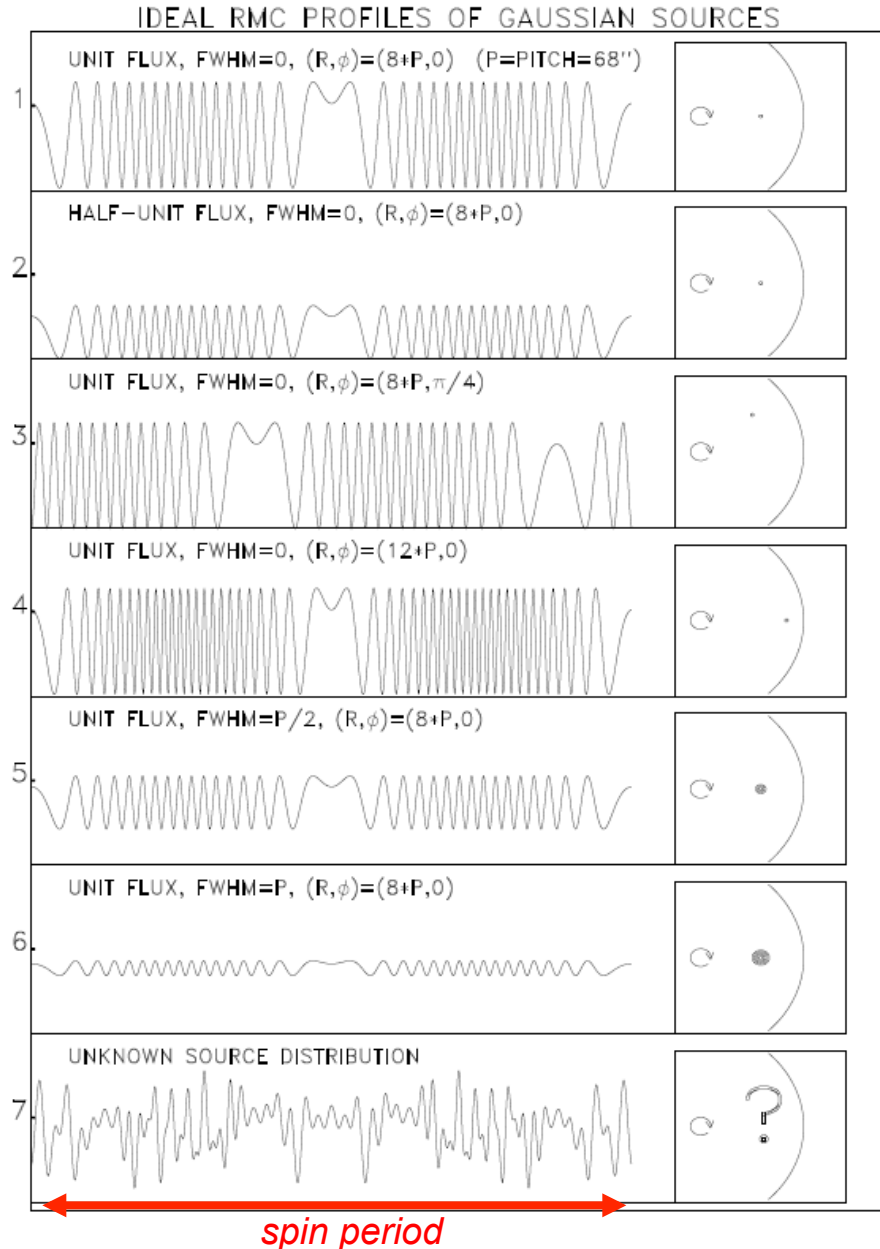 IDEAL RMC PROFILES OF GAUSSIAN SOURCES
1
UNIT FLUX, FWHM=0, (R,ϕ)=(8*P,0) (P=PITCH=68'')
2
HALF-UNIT FLUX, FWHM=0, (R,ϕ)=(8*P,0)
3
UNIT FLUX, FWHM=0, (R,ϕ)=(8*P,π/4)
4
UNIT FLUX, FWHM=0, (R,ϕ)=(12*P,0)
5
UNIT FLUX, FWHM=P/2, (R,ϕ)=(8*P,0)
6
UNIT FLUX, FWHM=P, (R,ϕ)=(8*P,0)
7
UNKNOWN SOURCE DISTRIBUTION
?
spin period